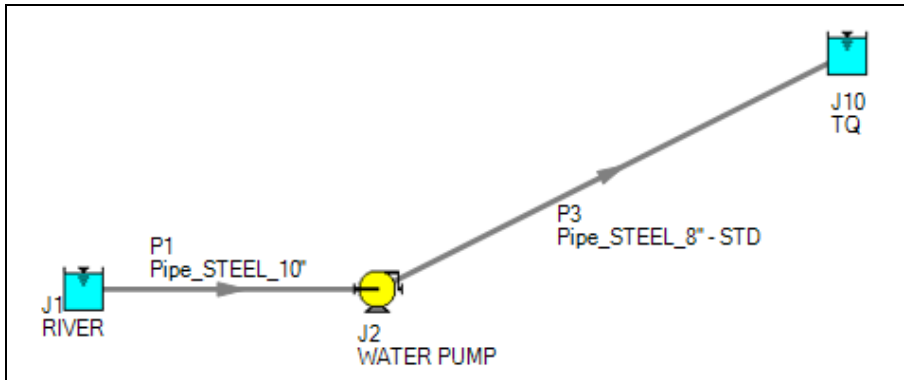 J10
TQ
P3
Pipe_STEEL_8" - STD
P1
Pipe_STEEL_10"
J1
RIVER
J2
WATER PUMP